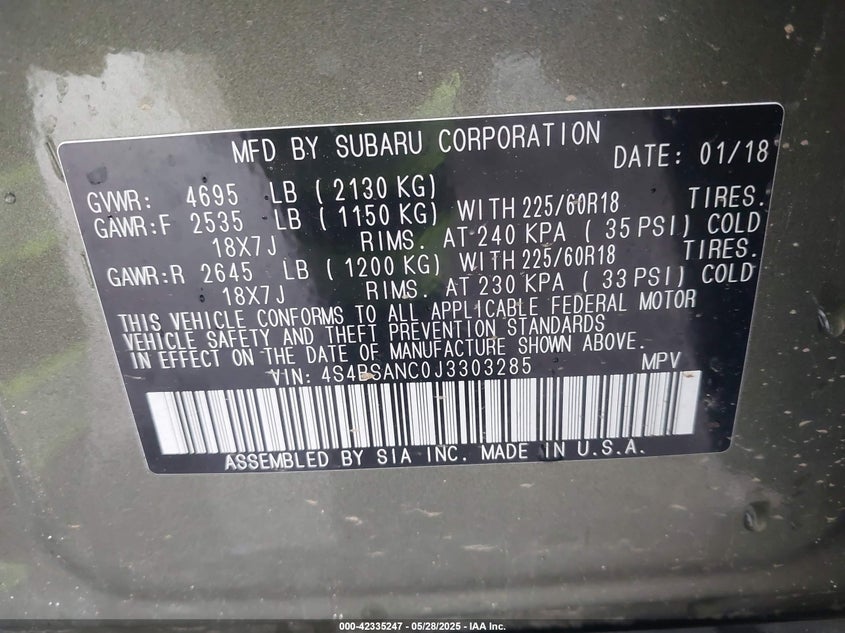 MFD BY SUBARU CORPORATION
DATE: 01/18
GVWR: 4695 LB ( 2130 KG)
GAWR:F 2535 LB ( 1150 KG) WITH 225/60R18 TIRES.
18X7J RIMS. AT 240 KPA ( 35 PSI) COLD
GAWR:R 2645 LB ( 1200 KG) WITH 225/60R18 TIRES.
18X7J RIMS. AT 230 KPA ( 33 PSI) COLD
THIS VEHICLE CONFORMS TO ALL APPLICABLE FEDERAL MOTOR
VEHICLE SAFETY AND THEFT PREVENTION STANDARDS
IN EFFECT ON THE DATE OF MANUFACTURE SHOWN ABOVE.
VIN: 4S4BSANC0J3303285 MPV
ASSEMBLED BY SIA INC. MADE IN U.S.A.
000-42335247 - 05/28/2025 - IAA Inc.